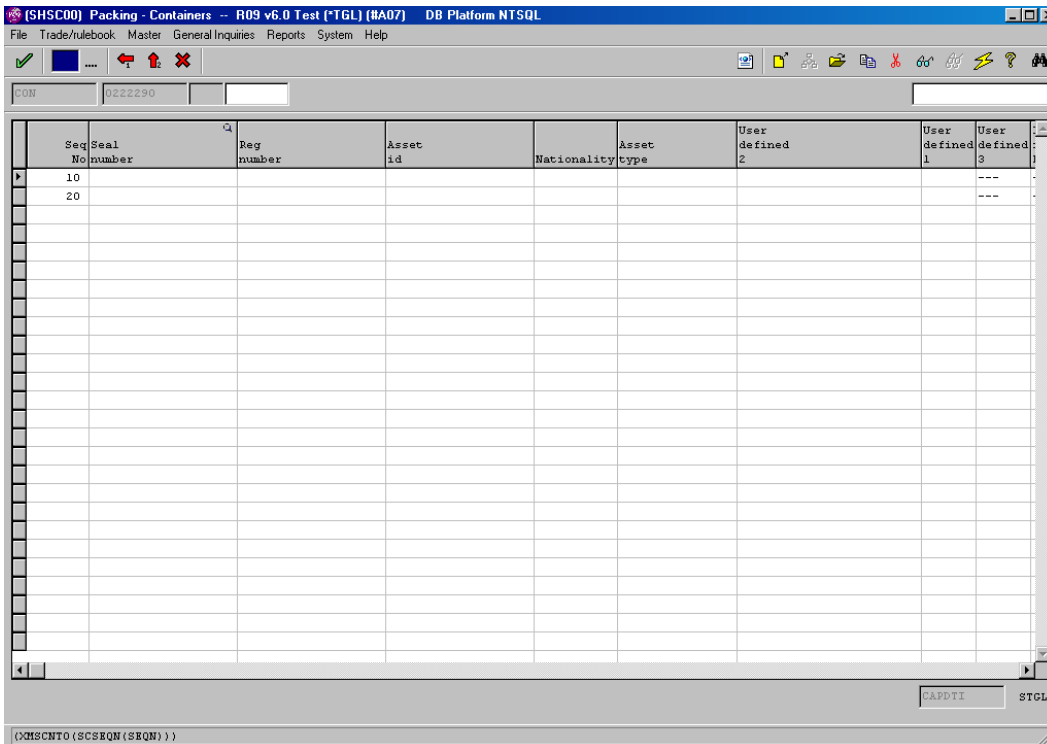 (SHSC00) Packing - Containers -- R09 v6.0 Test (*TGL) (#A07) DB Platform NTSQL
File Trade/rulebook Master General Inquiries Reports System Help
CON 0222290
Seq No Seal number Reg number Asset id Nationality Asset type User defined 2 User defined 1 User defined 3
10 ---
20 ---
CAPDTI STGL
(XMSCNTO(SCSEQN(SEQN)))